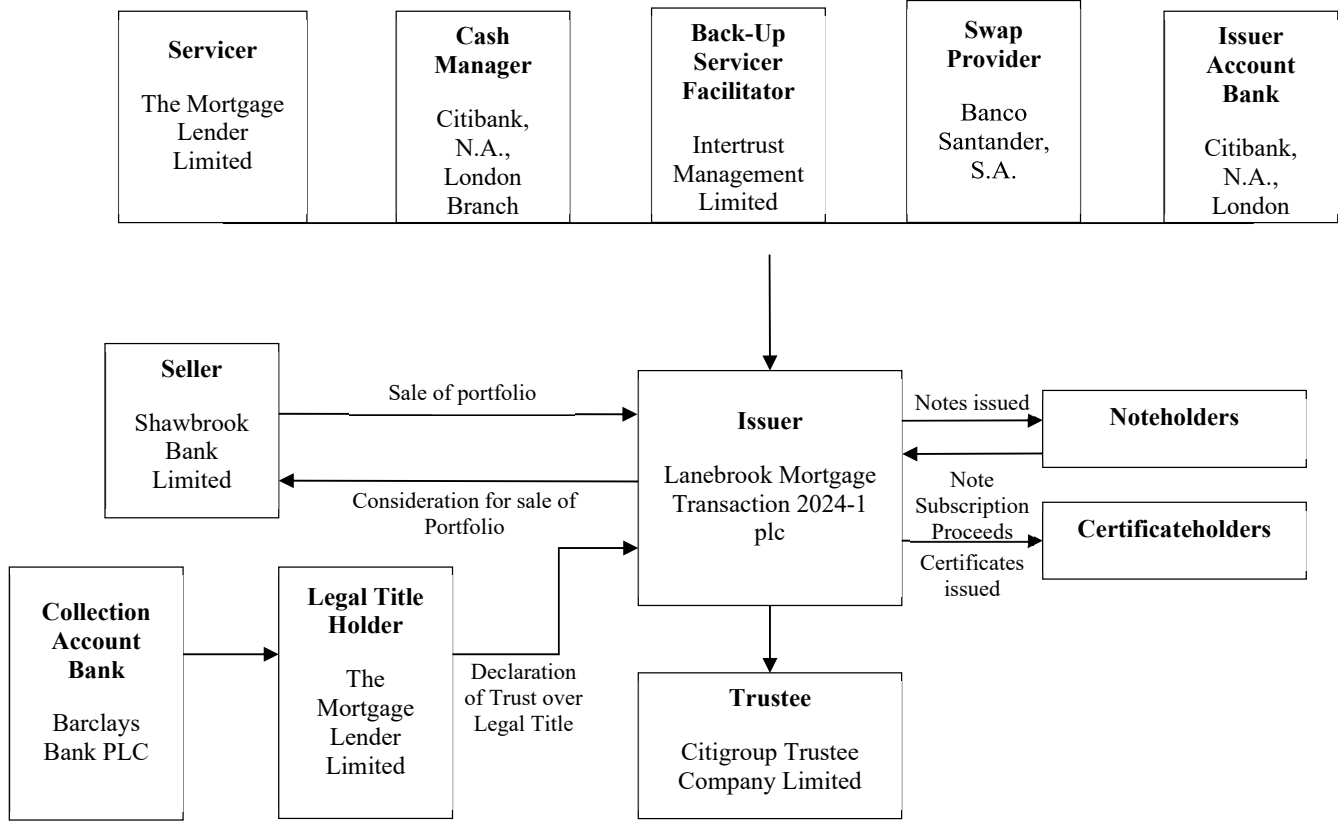 Servicer
The Mortgage
Lender
Limited
Cash
Manager
Citibank,
N.A.,
London
Branch
Back-Up
Servicer
Facilitator
Intertrust
Management
Limited
Swap
Provider
Banco
Santander,
S.A.
Issuer
Account
Bank
Citibank,
N.A.,
London
Seller
Shawbrook
Bank
Limited
Sale of portfolio
Consideration for sale of
Portfolio
Issuer
Lanebrook Mortgage
Transaction 2024-1
plc
Notes issued
Noteholders
Note
Subscription
Proceeds
Certificates
issued
Certificateholders
Collection
Account
Bank
Barclays
Bank PLC
Legal Title
Holder
The
Mortgage
Lender
Limited
Declaration
of Trust over
Legal Title
Trustee
Citigroup Trustee
Company Limited